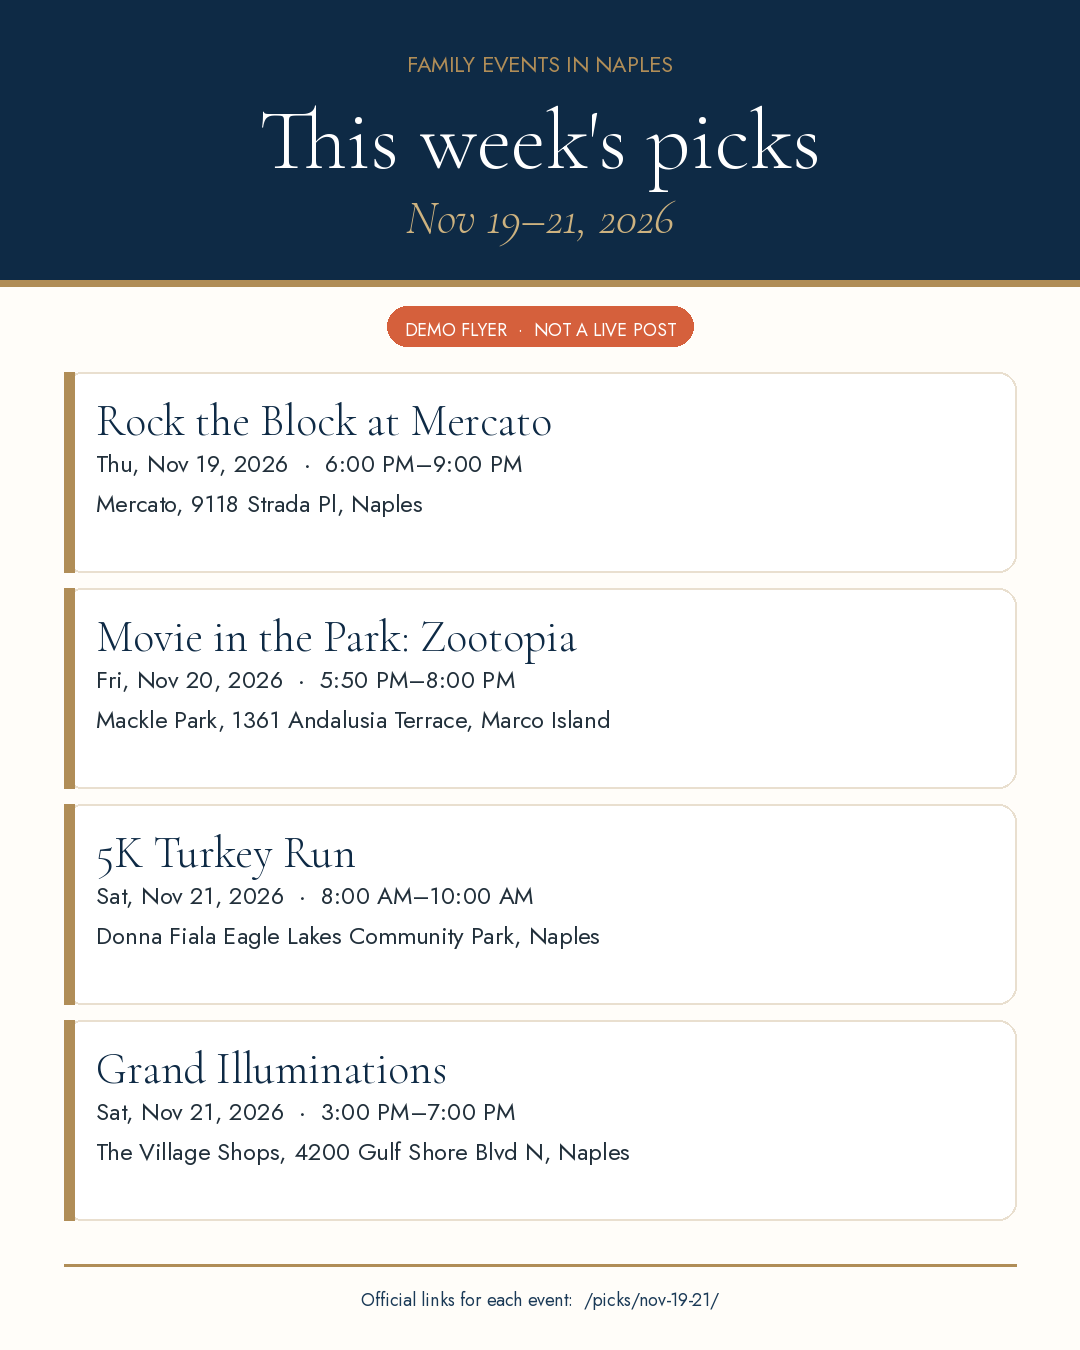 FAMILY EVENTS IN NAPLES
This week's picks
Nov 19–21, 2026
DEMO FLYER · NOT A LIVE POST
Rock the Block at Mercato
Thu, Nov 19, 2026 · 6:00 PM–9:00 PM
Mercato, 9118 Strada Pl, Naples
Movie in the Park: Zootopia
Fri, Nov 20, 2026 · 5:50 PM–8:00 PM
Mackle Park, 1361 Andalusia Terrace, Marco Island
5K Turkey Run
Sat, Nov 21, 2026 · 8:00 AM–10:00 AM
Donna Fiala Eagle Lakes Community Park, Naples
Grand Illuminations
Sat, Nov 21, 2026 · 3:00 PM–7:00 PM
The Village Shops, 4200 Gulf Shore Blvd N, Naples
Official links for each event: /picks/nov-19-21/